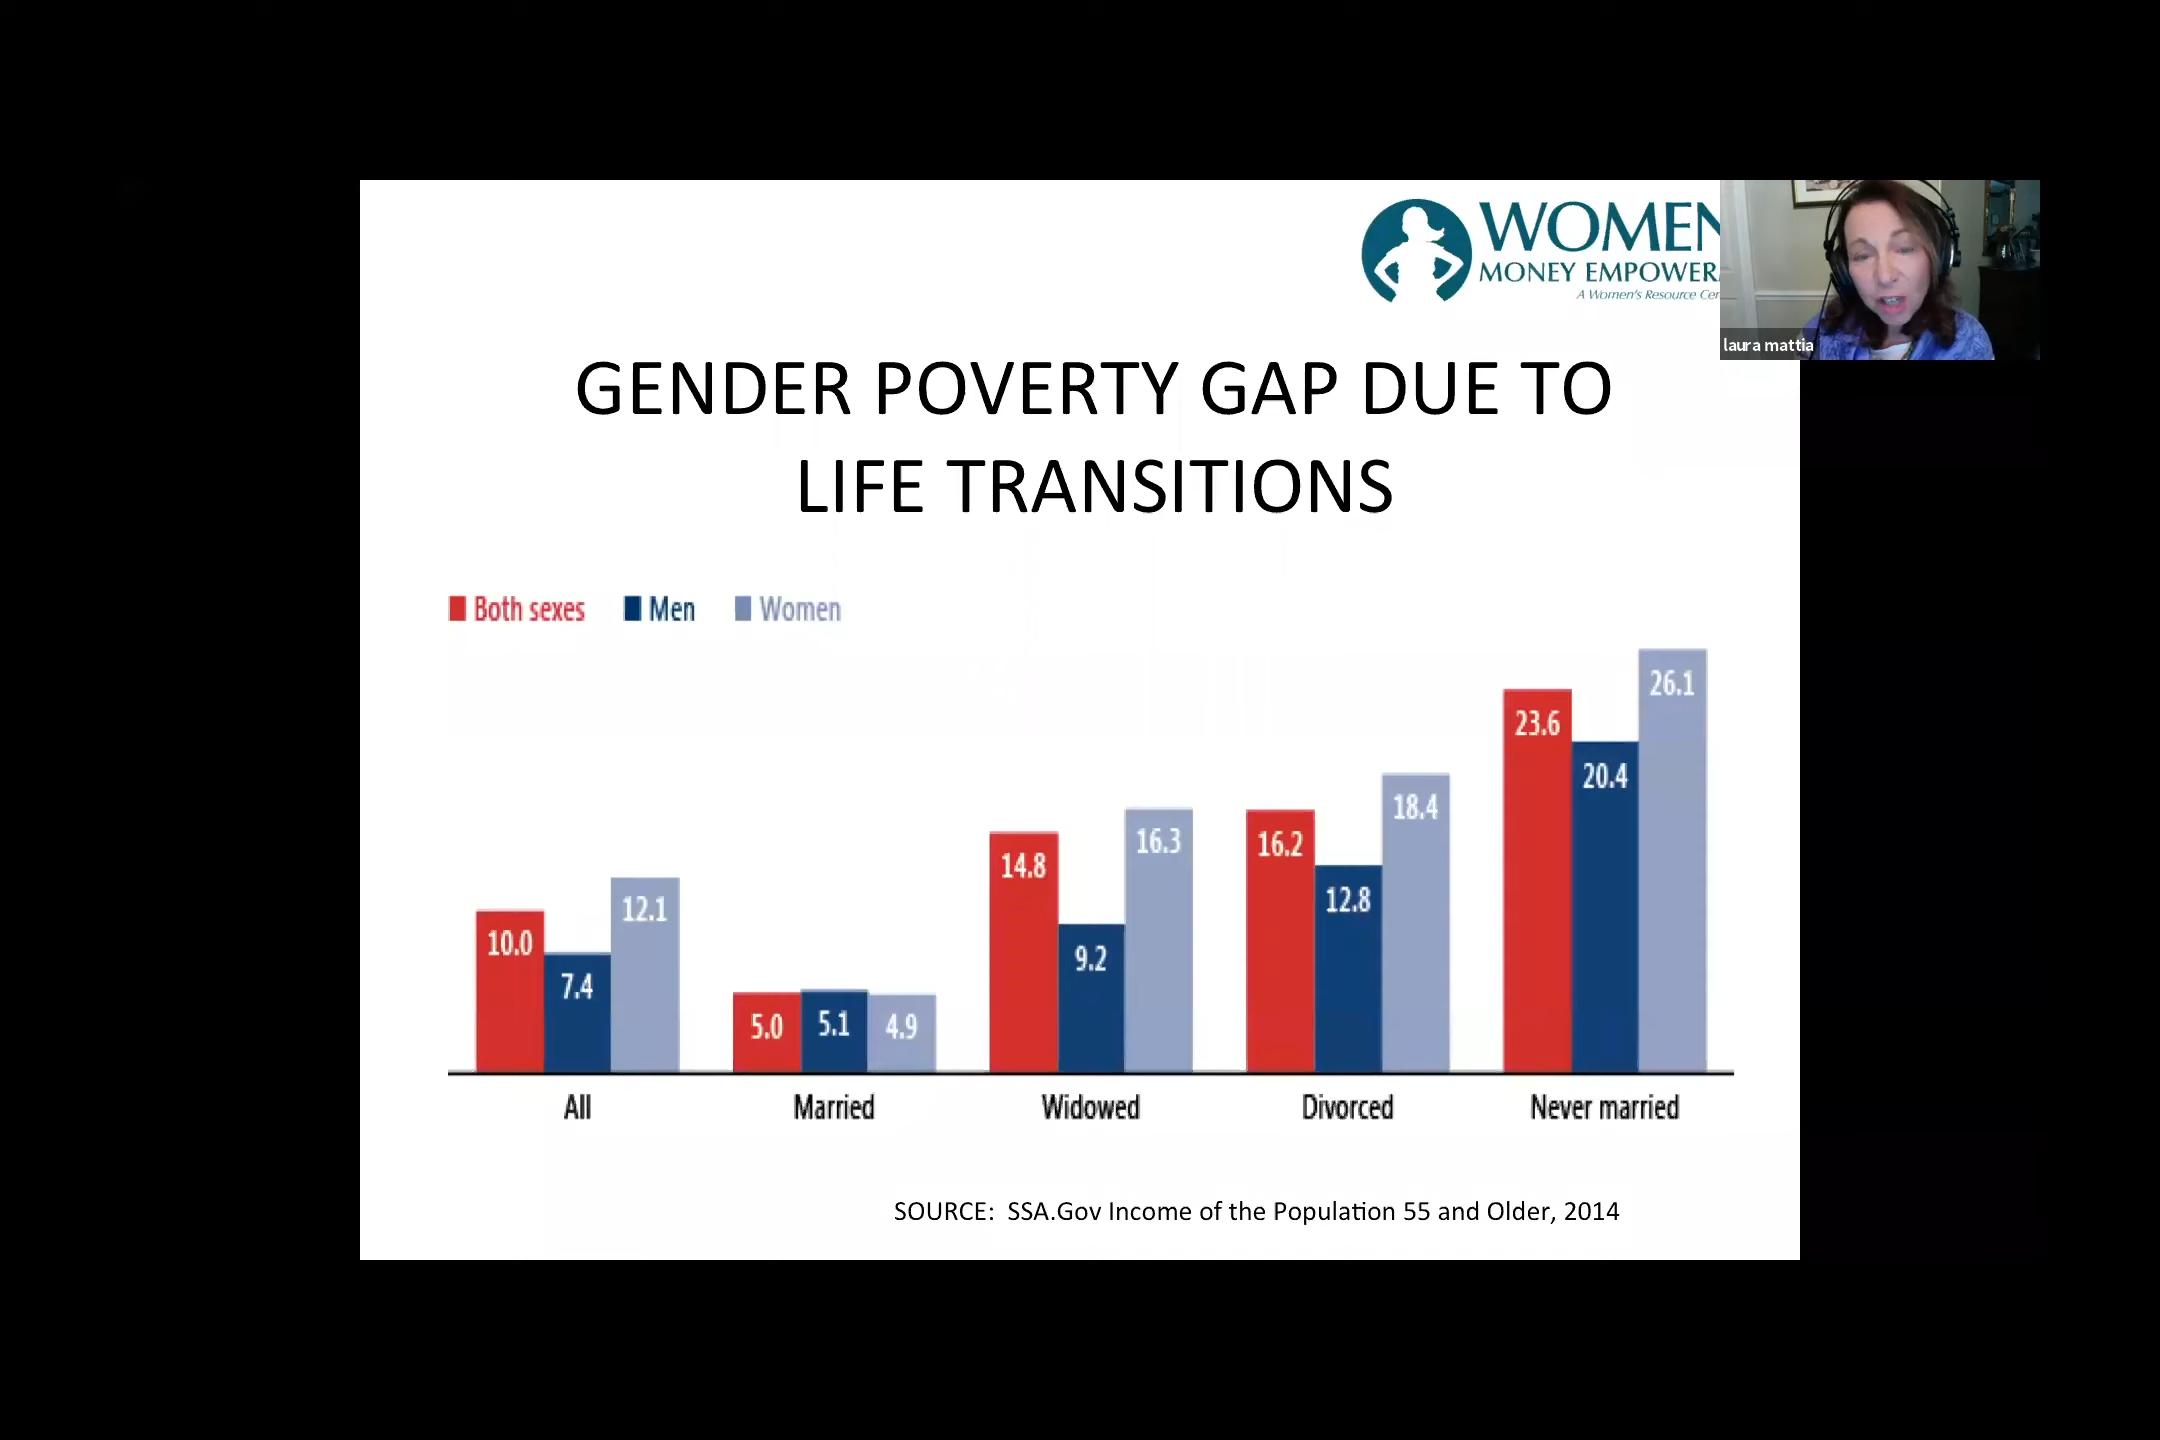 WOMEN
MONEY EMPOWER
A Women's Resource
laura mattia
GENDER POVERTY GAP DUE TO
LIFE TRANSITIONS
Both sexes Men Women
10.0 7.4 12.1
5.0 5.1 4.9
14.8 9.2 16.3
16.2 12.8 18.4
23.6 20.4 26.1
All Married Widowed Divorced Never married
SOURCE: SSA.Gov Income of the Population 55 and Older, 2014